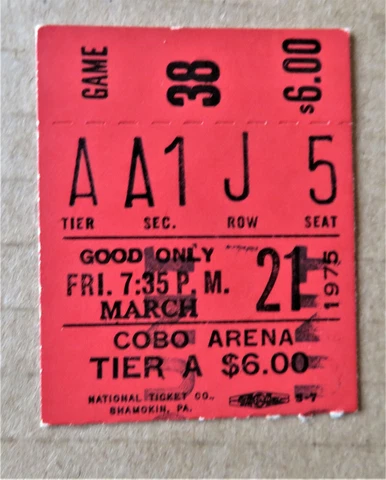 GAME 38 $6.00
A A1 J 5
TIER SEC. ROW SEAT
GOOD ONLY
FRI. 7:35 P. M.
MARCH 21 1975
COBO ARENA
TIER A $6.00
NATIONAL TICKET CO.,
SHAMOKIN, PA.